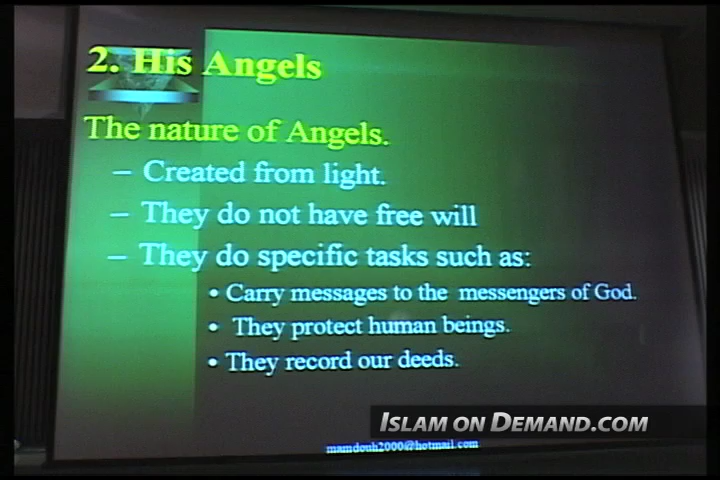 2. His Angels
The nature of Angels.
– Created from light.
– They do not have free will
– They do specific tasks such as:
• Carry messages to the messengers of God.
• They protect human beings.
• They record our deeds.
ISLAM ON DEMAND.COM
mamdouh2000@hotmail.com